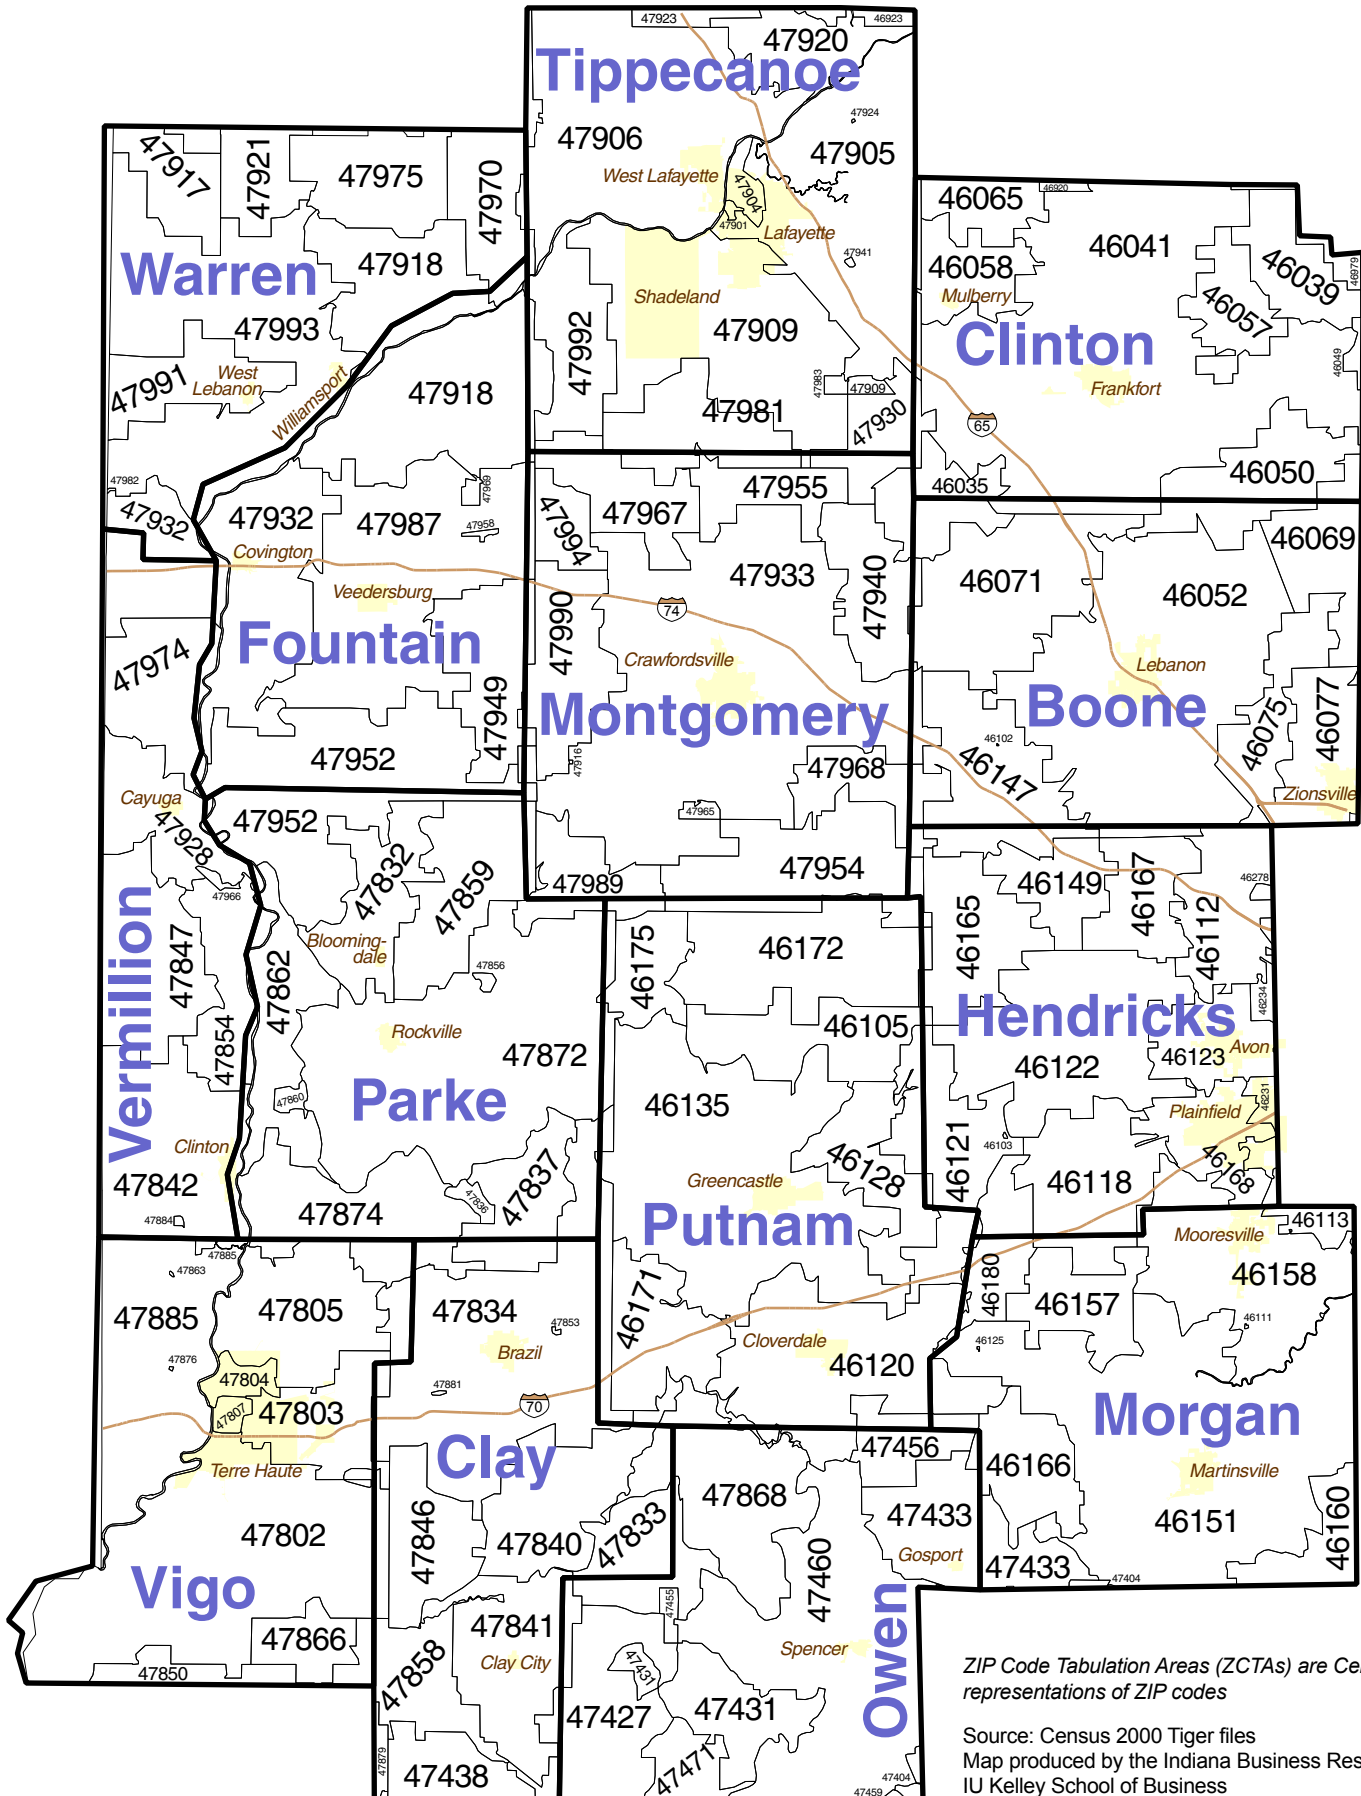 47923
46923
47920
Tippecanoe
47924
47906
47905
West Lafayette
47904
47901
Lafayette
47941
Shadeland
47909
47992
47983
47909
47981
47930
47917
47921
47975
47970
Warren
47918
47993
West
Lebanon
47991
Williamsport
47918
47982
47932
46065
46920
46041
46058
Mulberry
46039
46979
46057
Clinton
46049
Frankfort
65
46050
46035
47932
47987
47969
47958
Covington
Veedersburg
Fountain
47974
47949
47952
47994
47967
47955
47933
47940
74
47990
Crawfordsville
Montgomery
47916
47968
47965
47954
47989
46069
46071
46052
Lebanon
Boone
46075
46077
46102
46147
Zionsville
Cayuga
47928
47966
Vermillion
47847
47854
Clinton
47842
47884
47952
47832
47859
Blooming-
dale
47862
47856
Rockville
47872
Parke
47860
47874
47836
47837
46175
46172
46105
46135
46128
Greencastle
Putnam
46171
Cloverdale
46120
46149
46167
46278
46165
46112
46234
Hendricks
Avon
46123
46122
Plainfield
46231
46121
46103
46118
46168
47885
47863
47885
47805
47876
47804
47807
47803
Terre Haute
47802
Vigo
47866
47850
47834
47853
Brazil
47881
70
Clay
47846
47840
47833
47841
Clay City
47858
47879
47438
46113
Mooresville
46158
46180
46157
46111
46125
Morgan
46166
Martinsville
46151
46160
47433
47404
47456
47868
47433
47460
Gosport
47455
Owen
Spencer
47431
47427
47431
47471
47404
47459
ZIP Code Tabulation Areas (ZCTAs) are Ce
representations of ZIP codes
Source: Census 2000 Tiger files
Map produced by the Indiana Business Res
IU Kelley School of Business